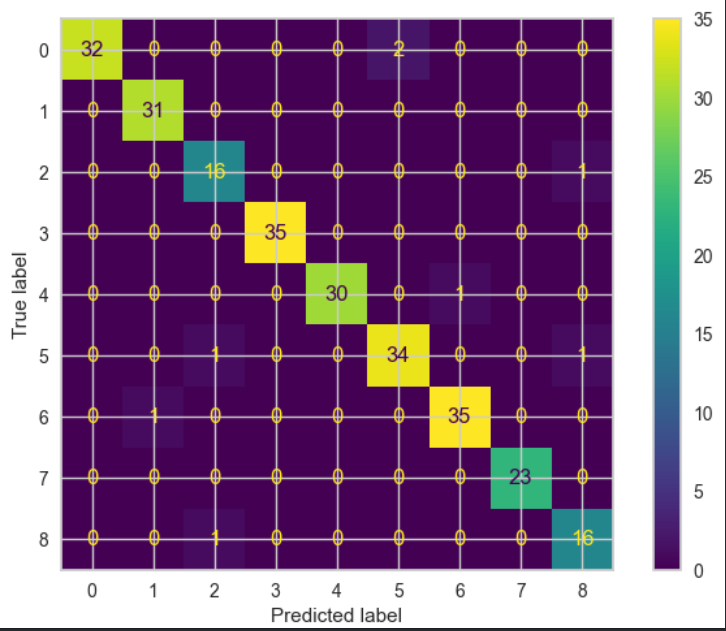 0 32 0 0 0 0 2 0 0 0 35
1 0 31 0 0 0 0 0 0 0 30
2 0 0 16 0 0 0 0 0 1 25
3 0 0 0 35 0 0 0 0 0 20
4 0 0 0 0 30 0 1 0 0 15
5 0 0 1 0 0 34 0 0 1 10
6 0 1 0 0 0 0 35 0 0 5
7 0 0 0 0 0 0 0 23 0
8 0 0 1 0 0 0 0 0 16 0
0 1 2 3 4 5 6 7 8
Predicted label
True label